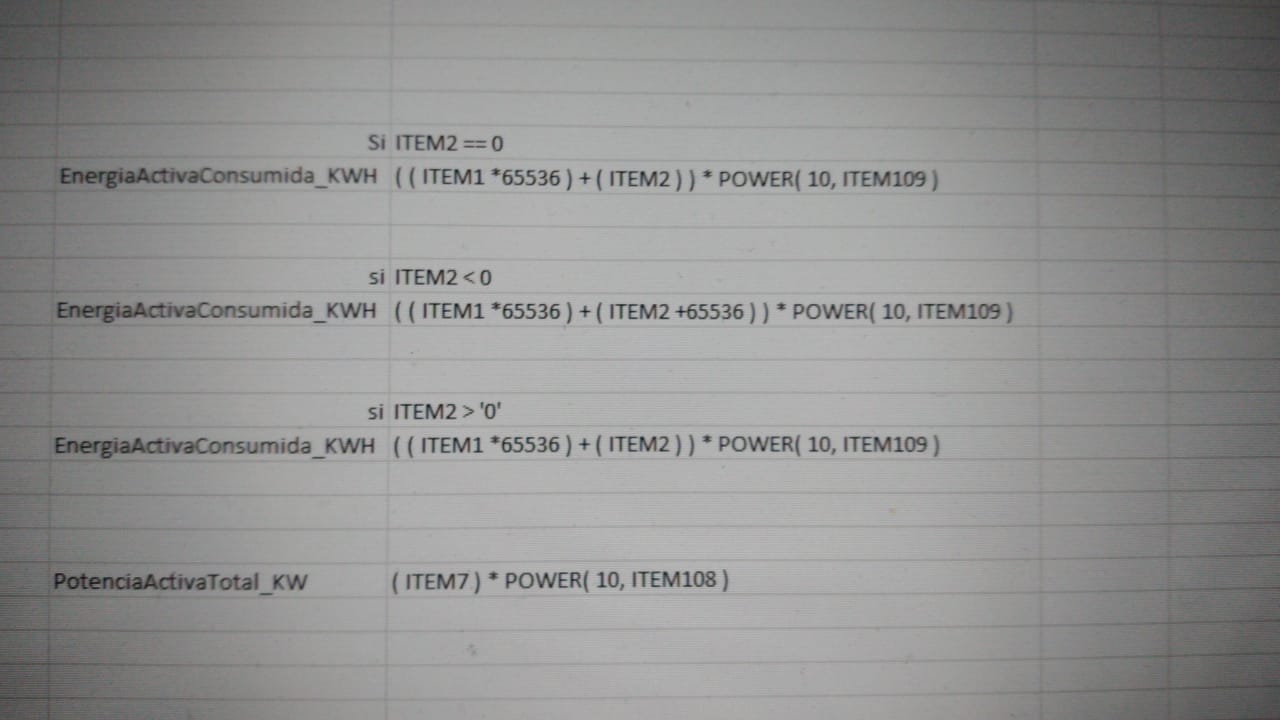 Si ITEM2 == 0
EnergiaActivaConsumida_KWH ( ( ITEM1 *65536 ) + ( ITEM2 ) ) * POWER( 10, ITEM109 )
si ITEM2 < 0
EnergiaActivaConsumida_KWH ( ( ITEM1 *65536 ) + ( ITEM2 +65536 ) ) * POWER( 10, ITEM109 )
si ITEM2 > '0'
EnergiaActivaConsumida_KWH ( ( ITEM1 *65536 ) + ( ITEM2 ) ) * POWER( 10, ITEM109 )
PotenciaActivaTotal_KW ( ITEM7 ) * POWER( 10, ITEM108 )